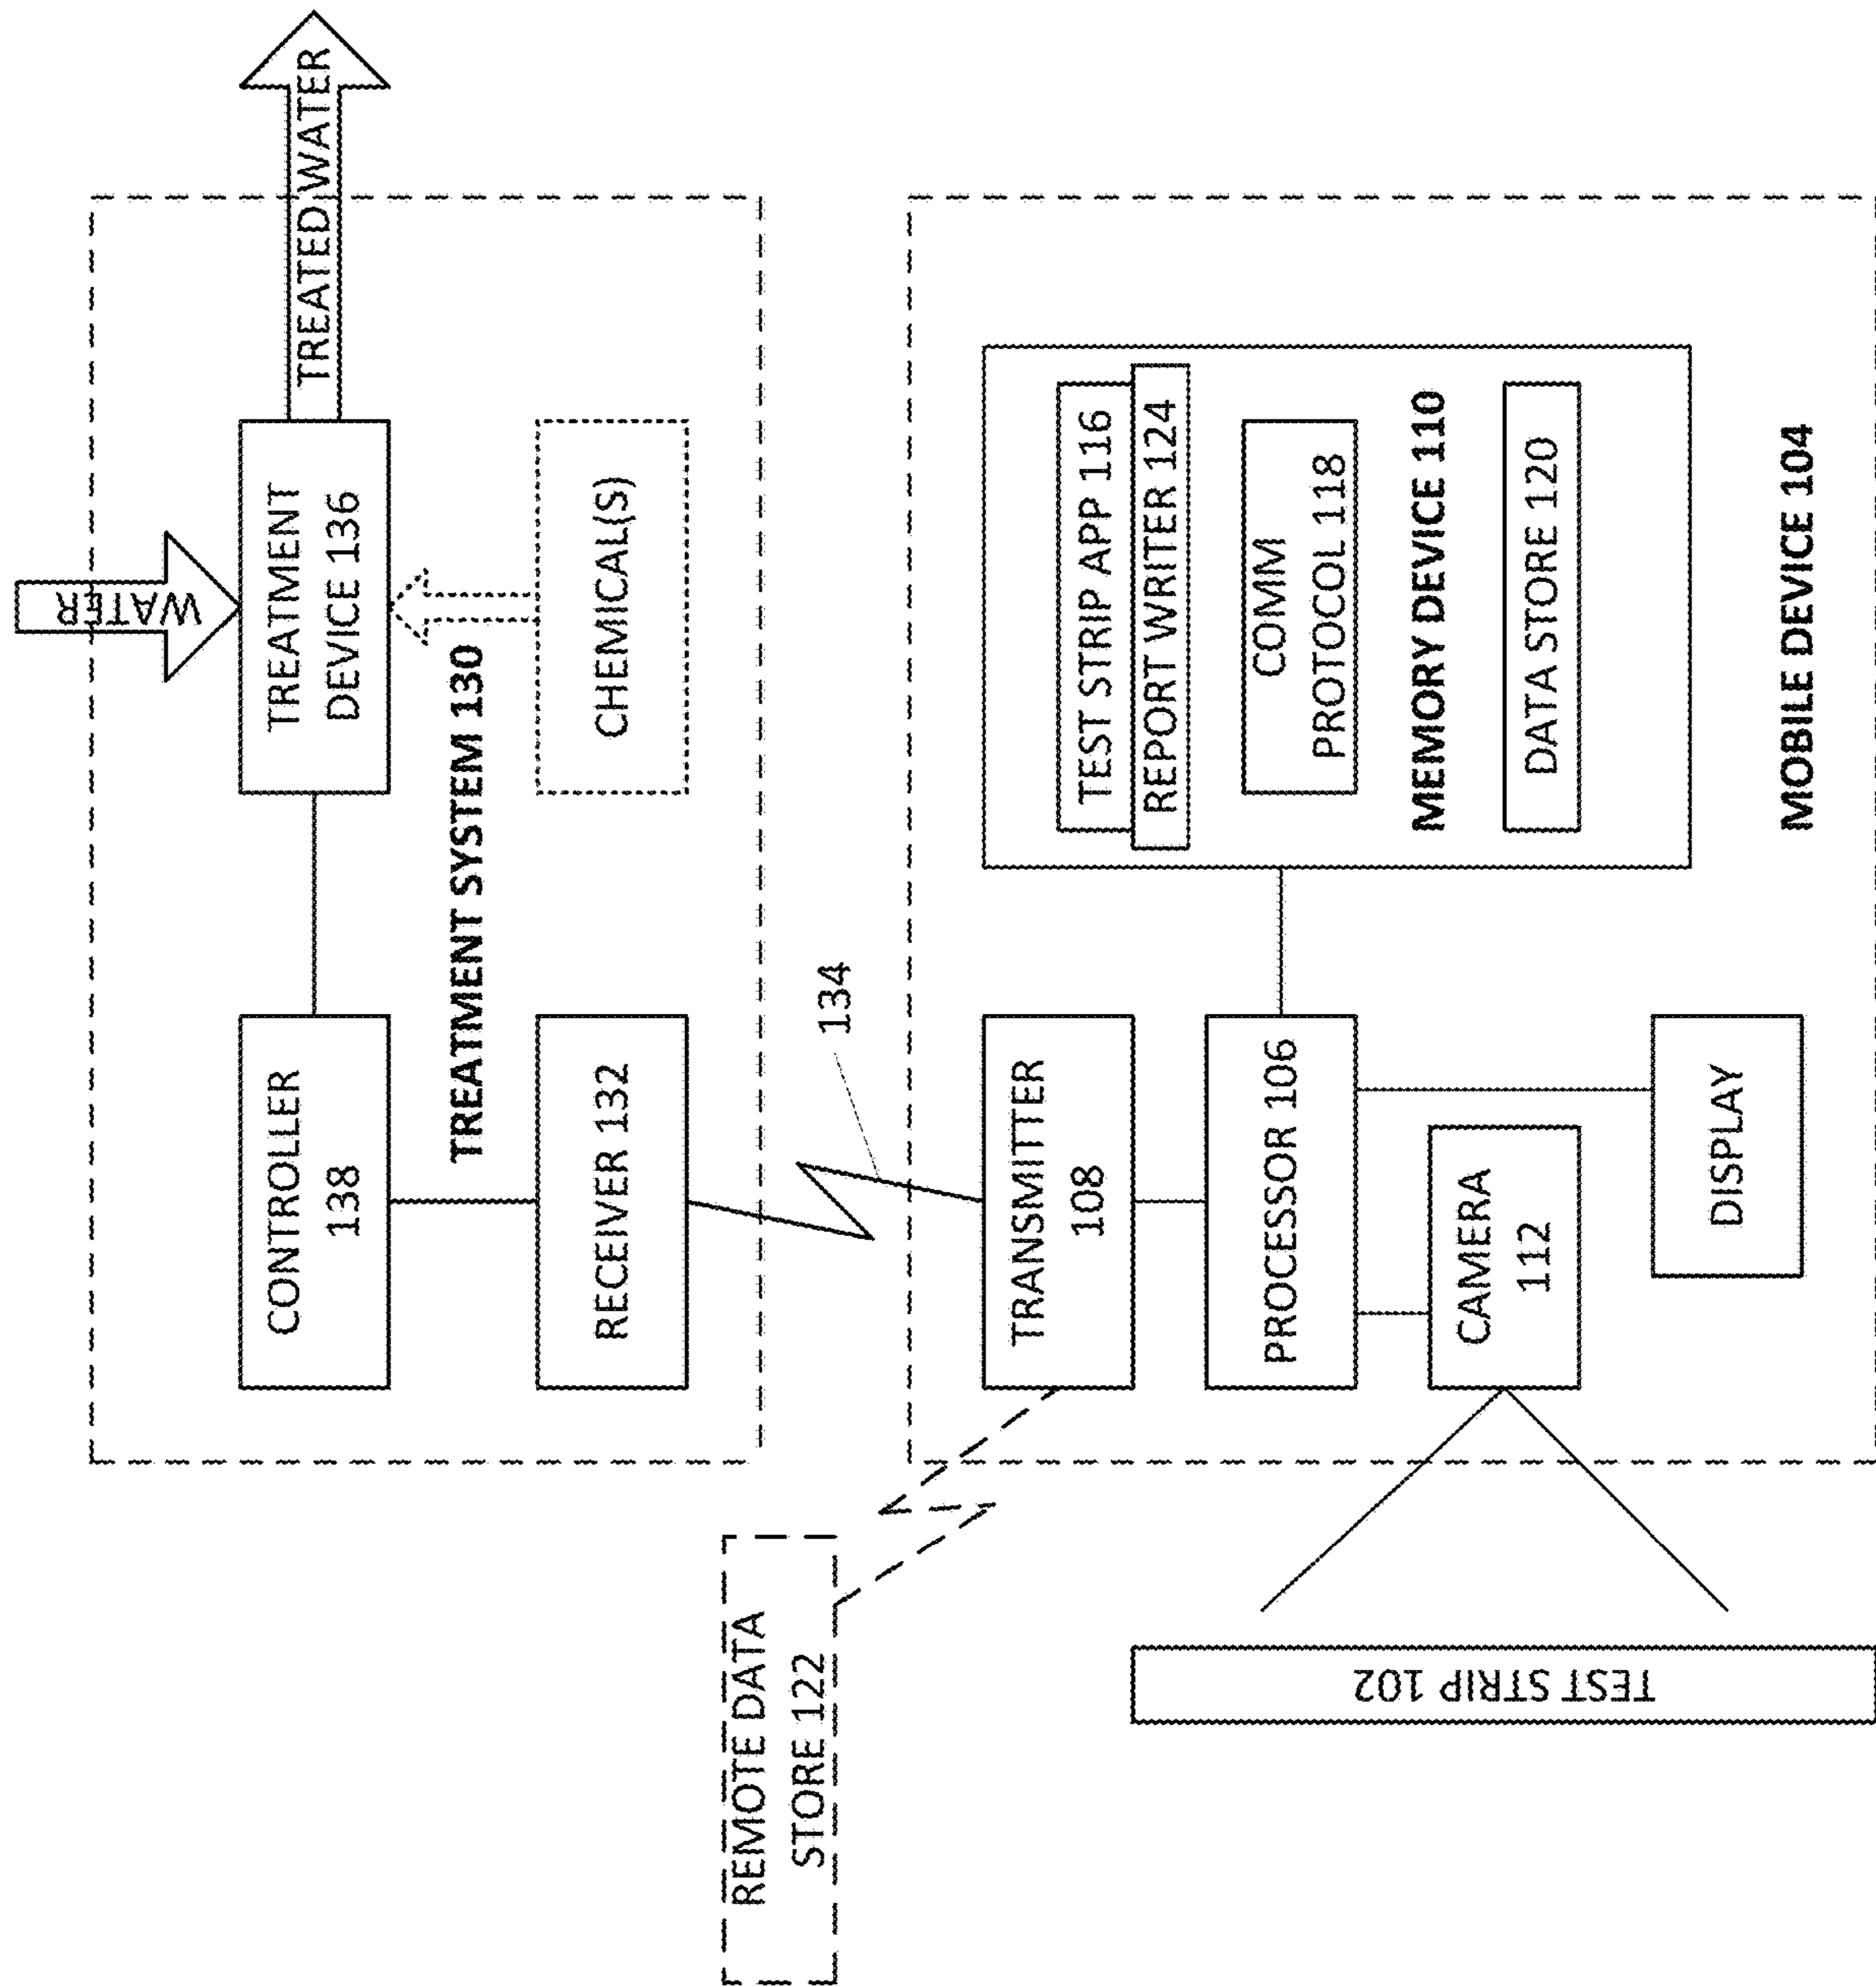 WATER
TREATED WATER
TREATMENT
DEVICE 136
CONTROLLER
138
TREATMENT SYSTEM 130
CHEMICAL(S)
RECEIVER 132
134
REMOTE DATA
STORE 122
TRANSMITTER
108
PROCESSOR 106
CAMERA
112
DISPLAY
TEST STRIP 102
TEST STRIP APP 116
REPORT WRITER 124
COMM
PROTOCOL 118
MEMORY DEVICE 110
DATA STORE 120
MOBILE DEVICE 104